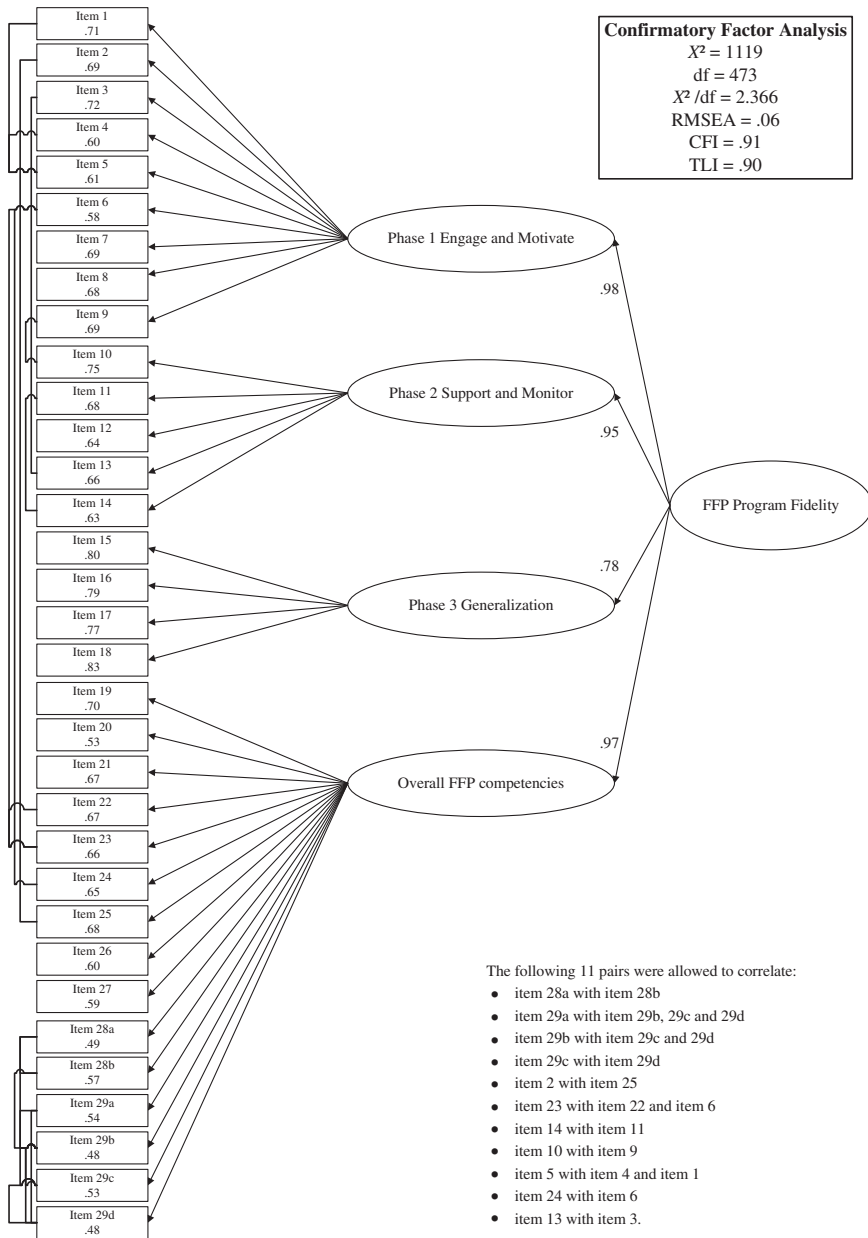 Item 1
.71
Item 2
.69
Item 3
.72
Item 4
.60
Item 5
.61
Item 6
.58
Item 7
.69
Item 8
.68
Item 9
.69
Item 10
.75
Item 11
.68
Item 12
.64
Item 13
.66
Item 14
.63
Item 15
.80
Item 16
.79
Item 17
.77
Item 18
.83
Item 19
.70
Item 20
.53
Item 21
.67
Item 22
.67
Item 23
.66
Item 24
.65
Item 25
.68
Item 26
.60
Item 27
.59
Item 28a
.49
Item 28b
.57
Item 29a
.54
Item 29b
.48
Item 29c
.53
Item 29d
.48
Phase 1 Engage and Motivate
Phase 2 Support and Monitor
Phase 3 Generalization
Overall FFP competencies
.98
.95
.78
.97
FFP Program Fidelity
Confirmatory Factor Analysis
X² = 1119
df = 473
X² /df = 2.366
RMSEA = .06
CFI = .91
TLI = .90
The following 11 pairs were allowed to correlate:
• item 28a with item 28b
• item 29a with item 29b, 29c and 29d
• item 29b with item 29c and 29d
• item 29c with item 29d
• item 2 with item 25
• item 23 with item 22 and item 6
• item 14 with item 11
• item 10 with item 9
• item 5 with item 4 and item 1
• item 24 with item 6
• item 13 with item 3.